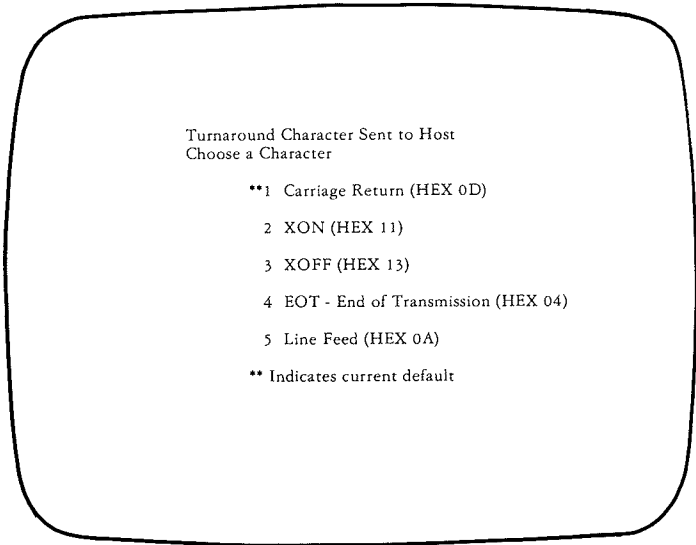 Turnaround Character Sent to Host
Choose a Character
**1 Carriage Return (HEX 0D)
2 XON (HEX 11)
3 XOFF (HEX 13)
4 EOT - End of Transmission (HEX 04)
5 Line Feed (HEX 0A)
** Indicates current default